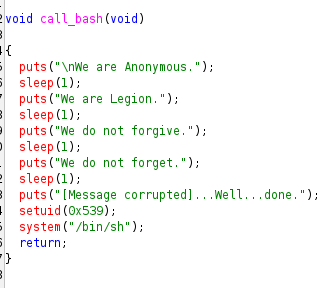 void call_bash(void)
{
puts("\nWe are Anonymous.");
sleep(1);
puts("We are Legion.");
sleep(1);
puts("We do not forgive.");
sleep(1);
puts("We do not forget.");
sleep(1);
puts("[Message corrupted]...Well...done.");
setuid(0x539);
system("/bin/sh");
return;
}